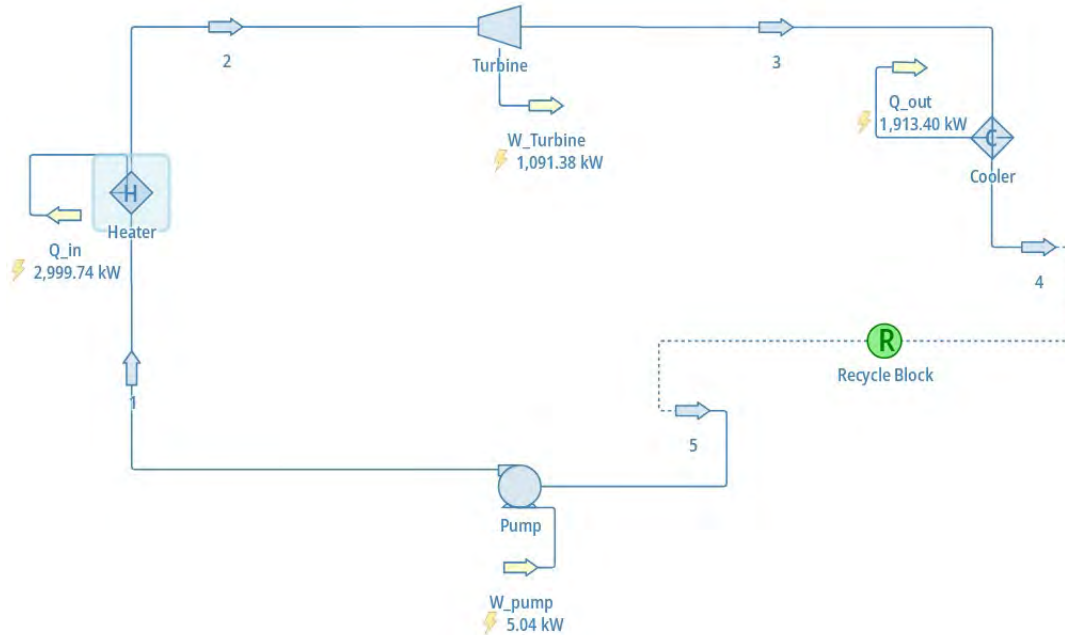 2
Turbine
W_Turbine
1,091.38 kW
3
Q_out
1,913.40 kW
C
Cooler
4
H
Heater
Q_in
2,999.74 kW
R
Recycle Block
1
5
Pump
W_pump
5.04 kW